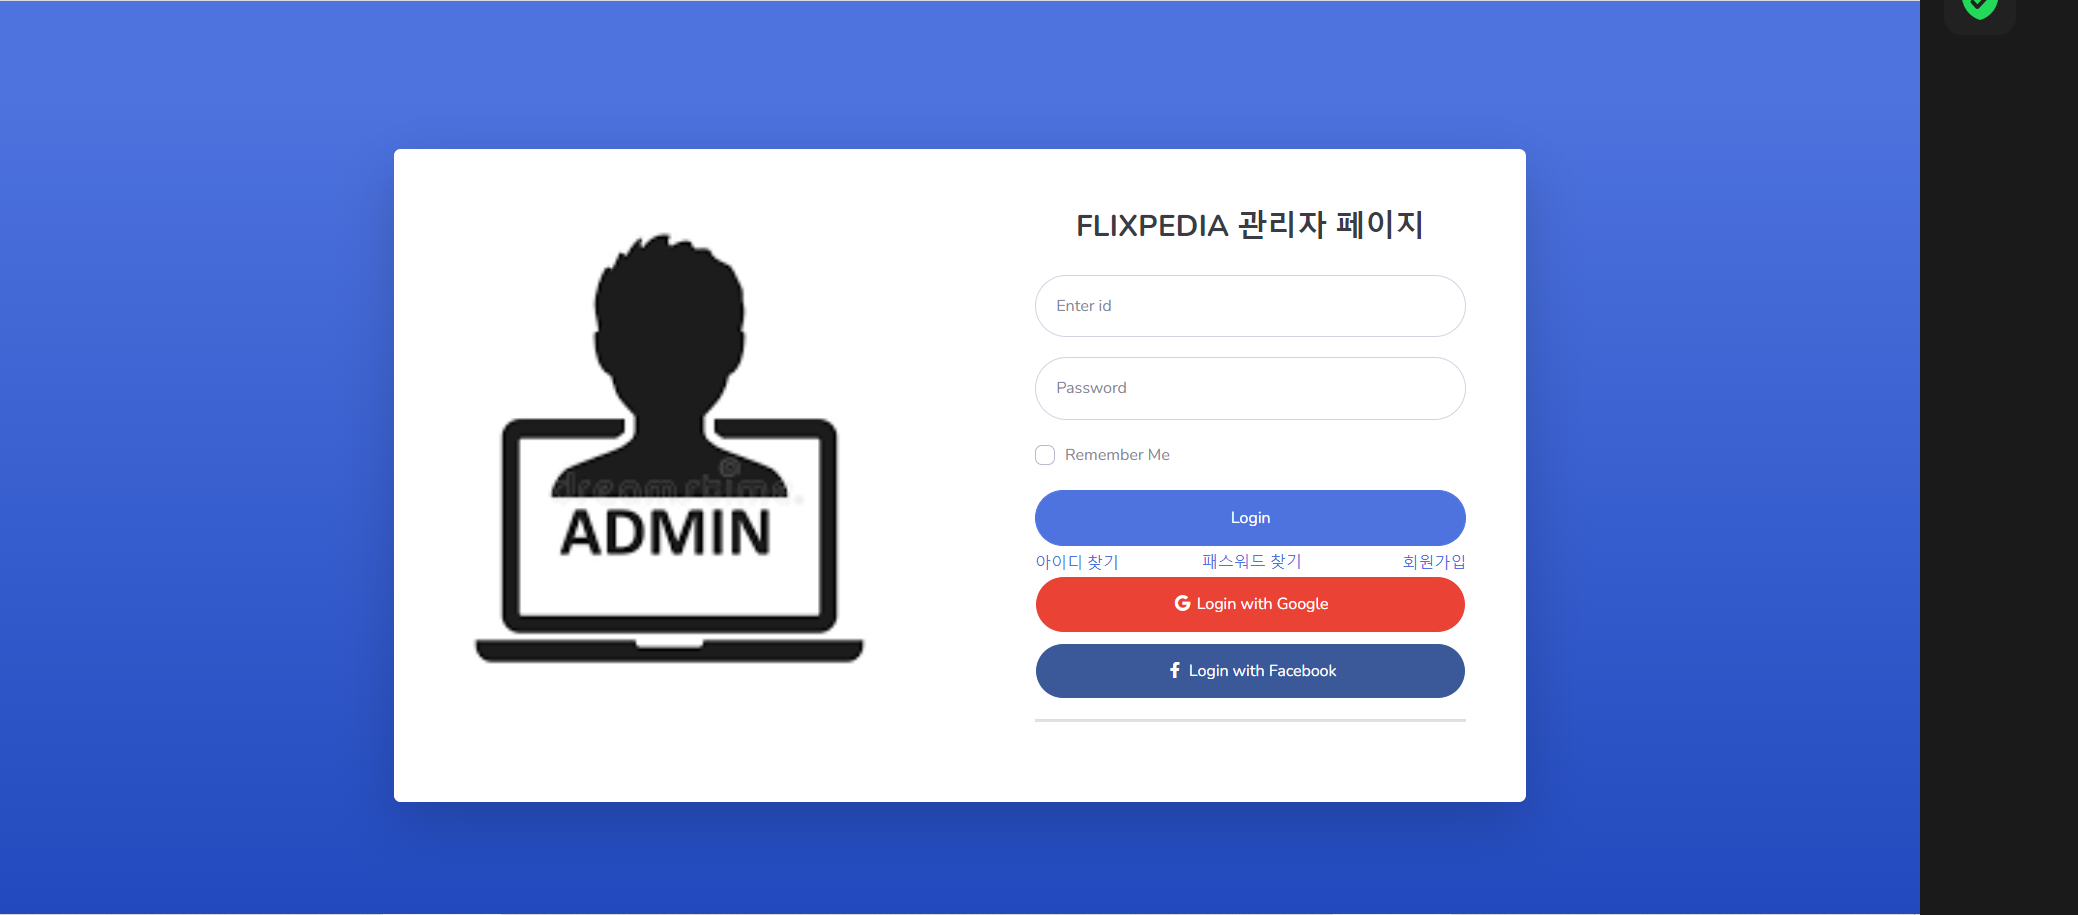 dreamstime.
ADMIN
FLIXPEDIA 관리자 페이지
Enter id
Password
Remember Me
Login
아이디 찾기
패스워드 찾기
회원가입
G Login with Google
f Login with Facebook